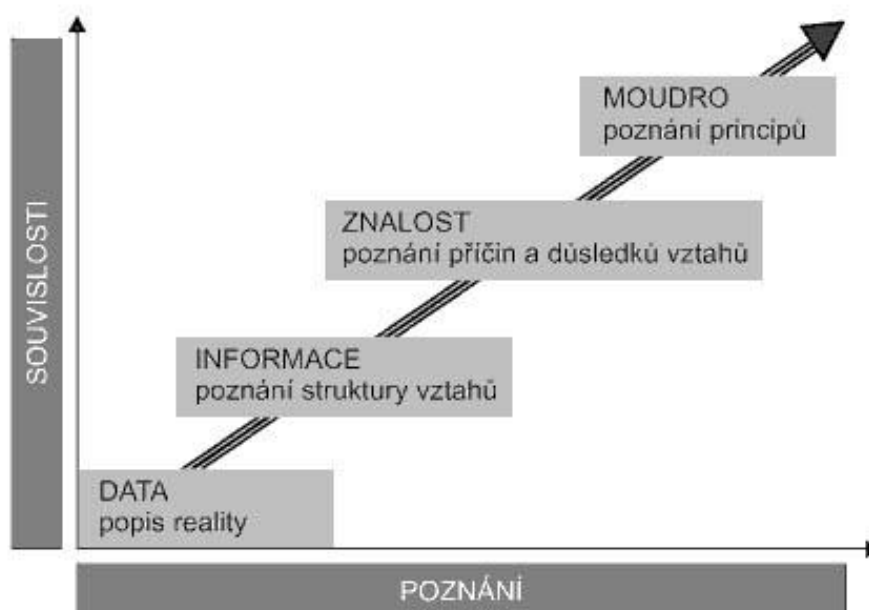 SOUVISLOSTI
MOUDRO
poznání principů
ZNALOST
poznání příčin a důsledků vztahů
INFORMACE
poznání struktury vztahů
DATA
popis reality
POZNÁNÍ